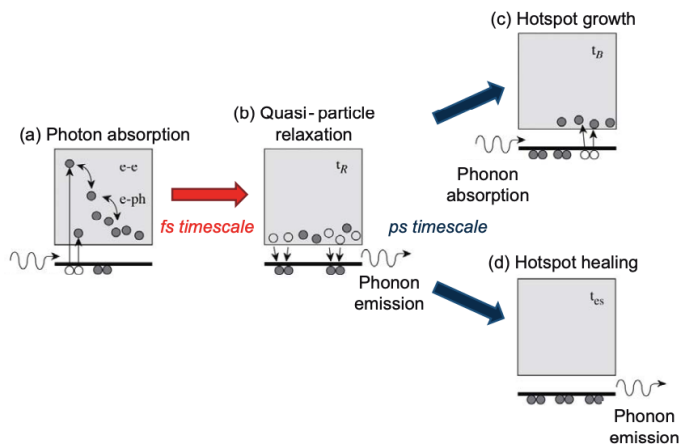 (a) Photon absorption
e-e
e-ph
fs timescale
(b) Quasi-particle
relaxation
t_R
Phonon
emission
ps timescale
(c) Hotspot growth
t_B
Phonon
absorption
(d) Hotspot healing
t_es
Phonon
emission